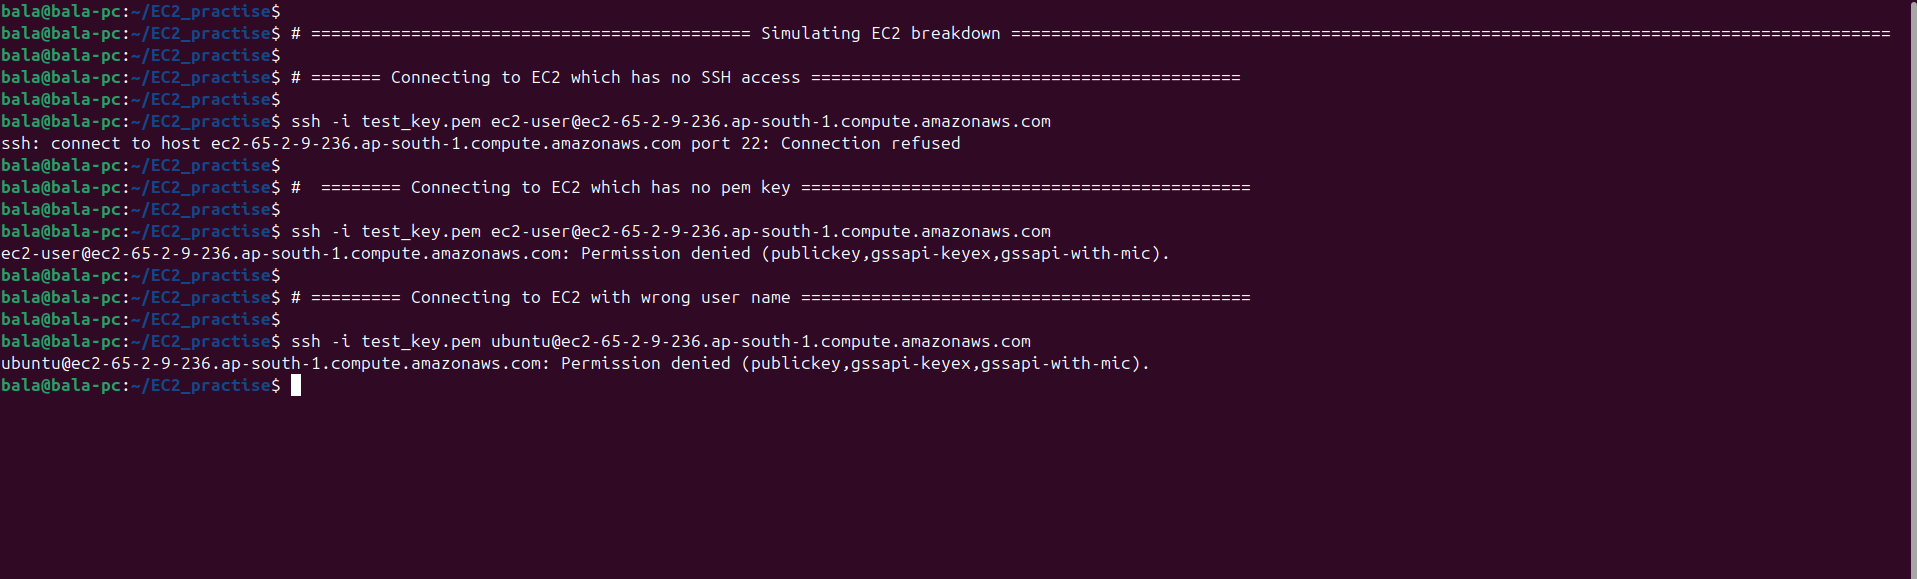 bala@bala-pc:~/EC2_practise$
bala@bala-pc:~/EC2_practise$ # ============================================ Simulating EC2 breakdown ========================================================================================
bala@bala-pc:~/EC2_practise$
bala@bala-pc:~/EC2_practise$ # ======= Connecting to EC2 which has no SSH access ===========================================
bala@bala-pc:~/EC2_practise$
bala@bala-pc:~/EC2_practise$ ssh -i test_key.pem ec2-user@ec2-65-2-9-236.ap-south-1.compute.amazonaws.com
ssh: connect to host ec2-65-2-9-236.ap-south-1.compute.amazonaws.com port 22: Connection refused
bala@bala-pc:~/EC2_practise$
bala@bala-pc:~/EC2_practise$ #  ======== Connecting to EC2 which has no pem key =============================================
bala@bala-pc:~/EC2_practise$
bala@bala-pc:~/EC2_practise$ ssh -i test_key.pem ec2-user@ec2-65-2-9-236.ap-south-1.compute.amazonaws.com
ec2-user@ec2-65-2-9-236.ap-south-1.compute.amazonaws.com: Permission denied (publickey,gssapi-keyex,gssapi-with-mic).
bala@bala-pc:~/EC2_practise$
bala@bala-pc:~/EC2_practise$ # ========= Connecting to EC2 with wrong user name =============================================
bala@bala-pc:~/EC2_practise$
bala@bala-pc:~/EC2_practise$ ssh -i test_key.pem ubuntu@ec2-65-2-9-236.ap-south-1.compute.amazonaws.com
ubuntu@ec2-65-2-9-236.ap-south-1.compute.amazonaws.com: Permission denied (publickey,gssapi-keyex,gssapi-with-mic).
bala@bala-pc:~/EC2_practise$